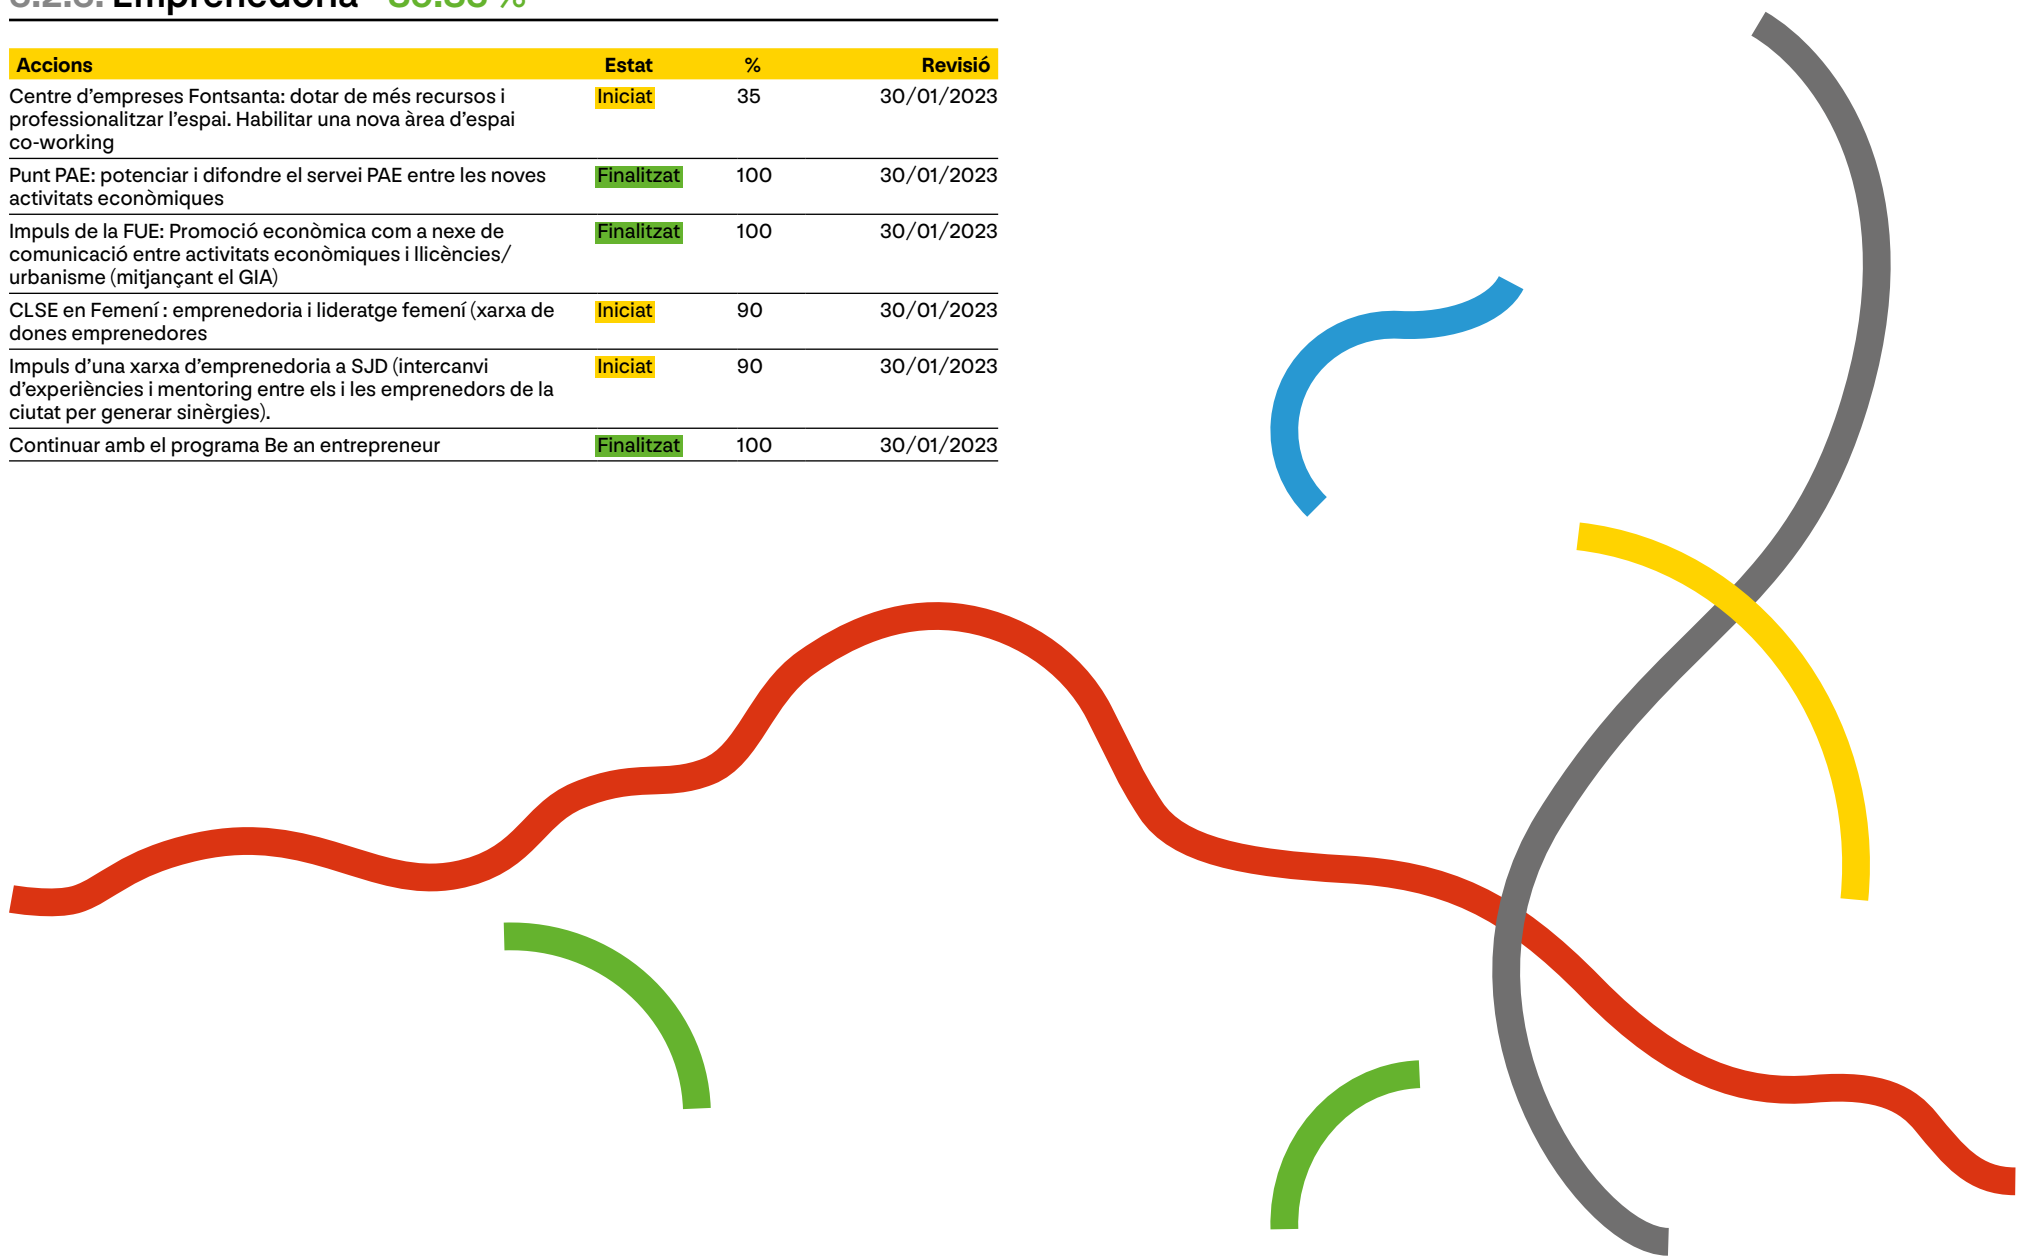 Emprenedoria
Accions Estat % Revisió
Centre d’empreses Fontsanta: dotar de més recursos i Iniciat 35 30/01/2023
professionalitzar l’espai. Habilitar una nova àrea d’espai
co-working
Punt PAE: potenciar i difondre el servei PAE entre les noves Finalitzat 100 30/01/2023
activitats econòmiques
Impuls de la FUE: Promoció econòmica com a nexe de Finalitzat 100 30/01/2023
comunicació entre activitats econòmiques i llicències/
urbanisme (mitjançant el GIA)
CLSE en Femení : emprenedoria i lideratge femení (xarxa de Iniciat 90 30/01/2023
dones emprenedores
Impuls d’una xarxa d’emprenedoria a SJD (intercanvi Iniciat 90 30/01/2023
d’experiències i mentoring entre els i les emprenedors de la
ciutat per generar sinèrgies).
Continuar amb el programa Be an entrepreneur Finalitzat 100 30/01/2023